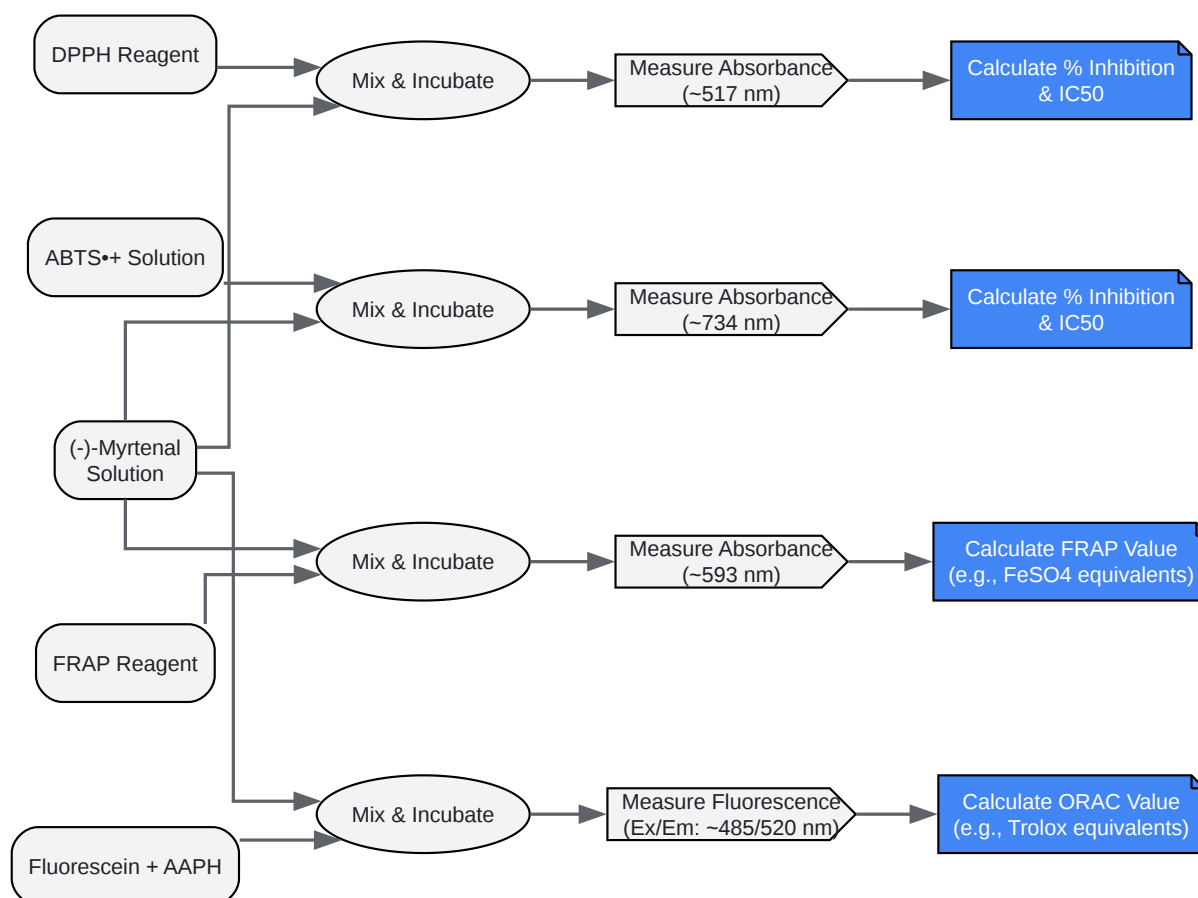 DPPH Reagent
Mix & Incubate
Measure Absorbance
(~517 nm)
Calculate % Inhibition
& IC50
ABTS•+ Solution
Mix & Incubate
Measure Absorbance
(~734 nm)
Calculate % Inhibition
& IC50
(-)-Myrtenal
Solution
Mix & Incubate
Measure Absorbance
(~593 nm)
Calculate FRAP Value
(e.g., FeSO4 equivalents)
FRAP Reagent
Mix & Incubate
Measure Fluorescence
(Ex/Em: ~485/520 nm)
Calculate ORAC Value
(e.g., Trolox equivalents)
Fluorescein + AAPH